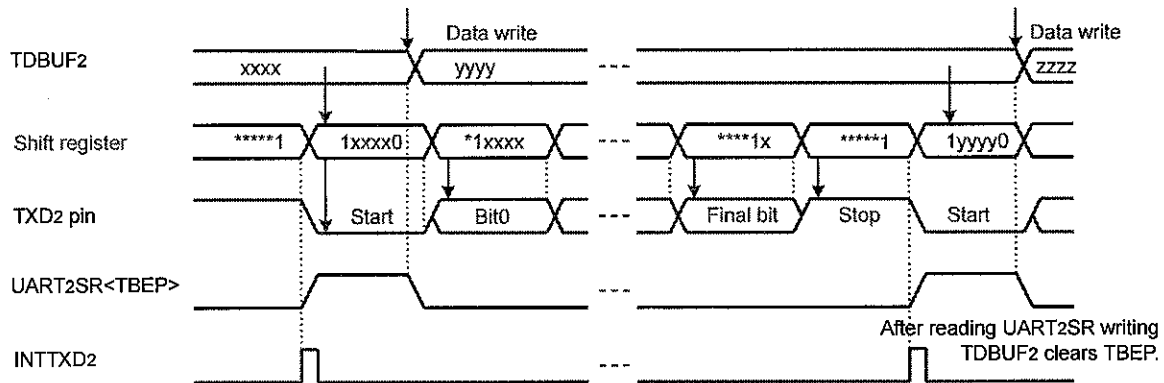 Data write
Data write
TDBUF2
xxxx
yyyy
zzzz
Shift register
*****1
1xxxx0
*1xxxx
****1x
*****1
1yyyy0
TXD2 pin
Start
Bit0
Final bit
Stop
Start
UART2SR<TBEP>
After reading UART2SR writing
TDBUF2 clears TBEP.
INTTXD2